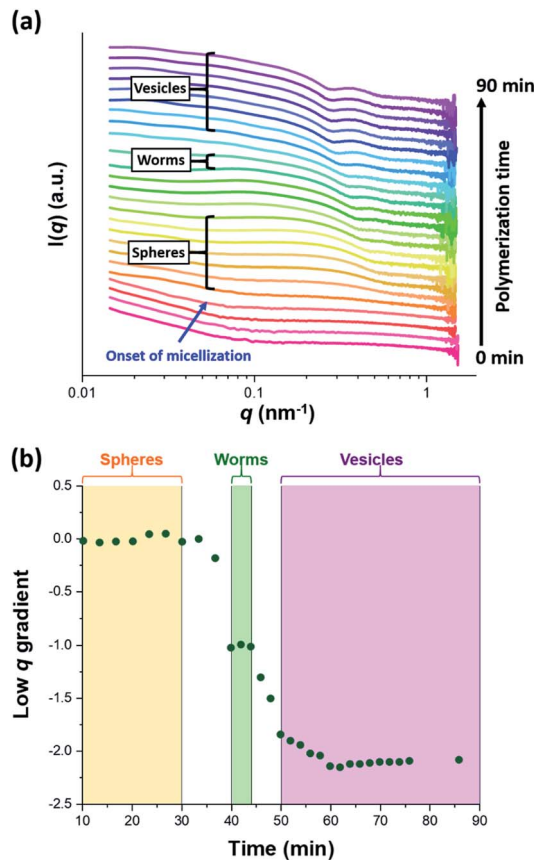 (a)
I(q) (a.u.)
Vesicles
Worms
Spheres
Onset of micellization
90 min
Polymerization time
0 min
0.01
0.1
1
q (nm⁻¹)
(b)
Spheres
Worms
Vesicles
Low q gradient
0.5
0.0
-0.5
-1.0
-1.5
-2.0
-2.5
10 20 30 40 50 60 70 80 90
Time (min)